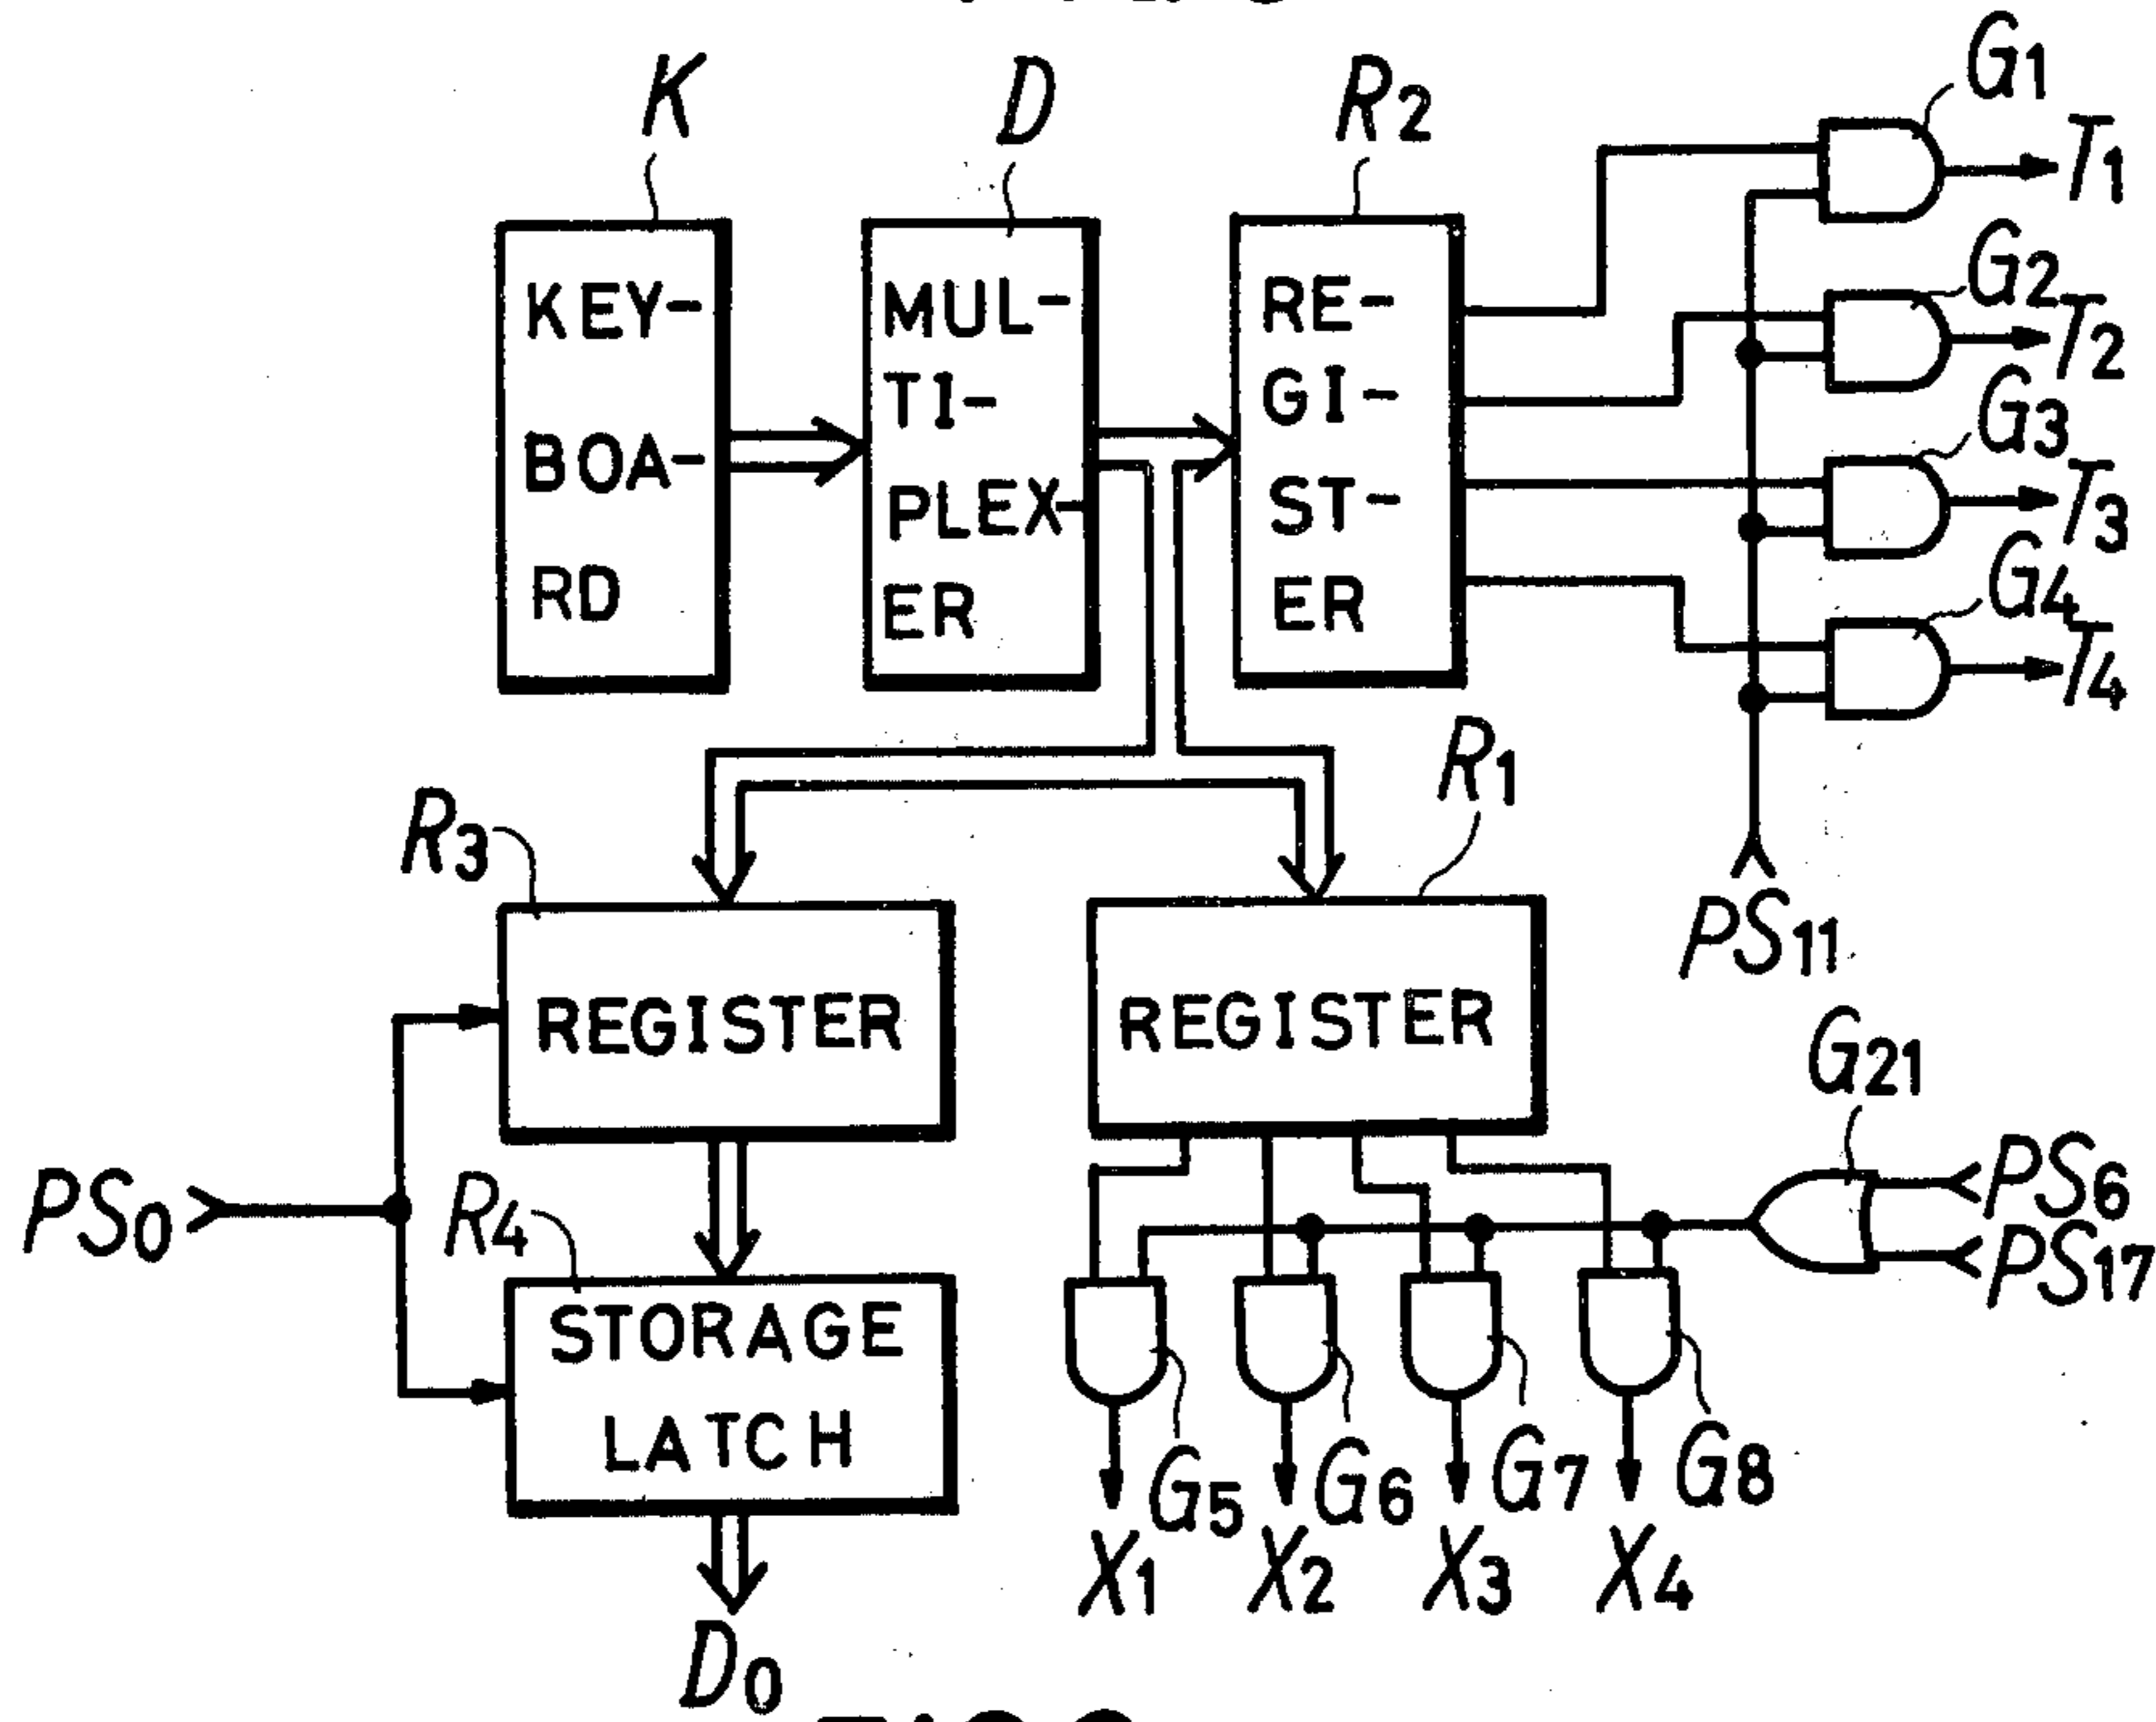 K
D
R2
G1
T1
KEY-
BOA-
RD
MUL-
TI-
PLEX-
ER
RE-
GI-
ST-
ER
G2
T2
G3
T3
G4
T4
R1
R3
PS11
REGISTER
REGISTER
G21
PS0
R4
PS6
PS17
STORAGE
LATCH
G5
G6
G7
G8
X1
X2
X3
X4
D0